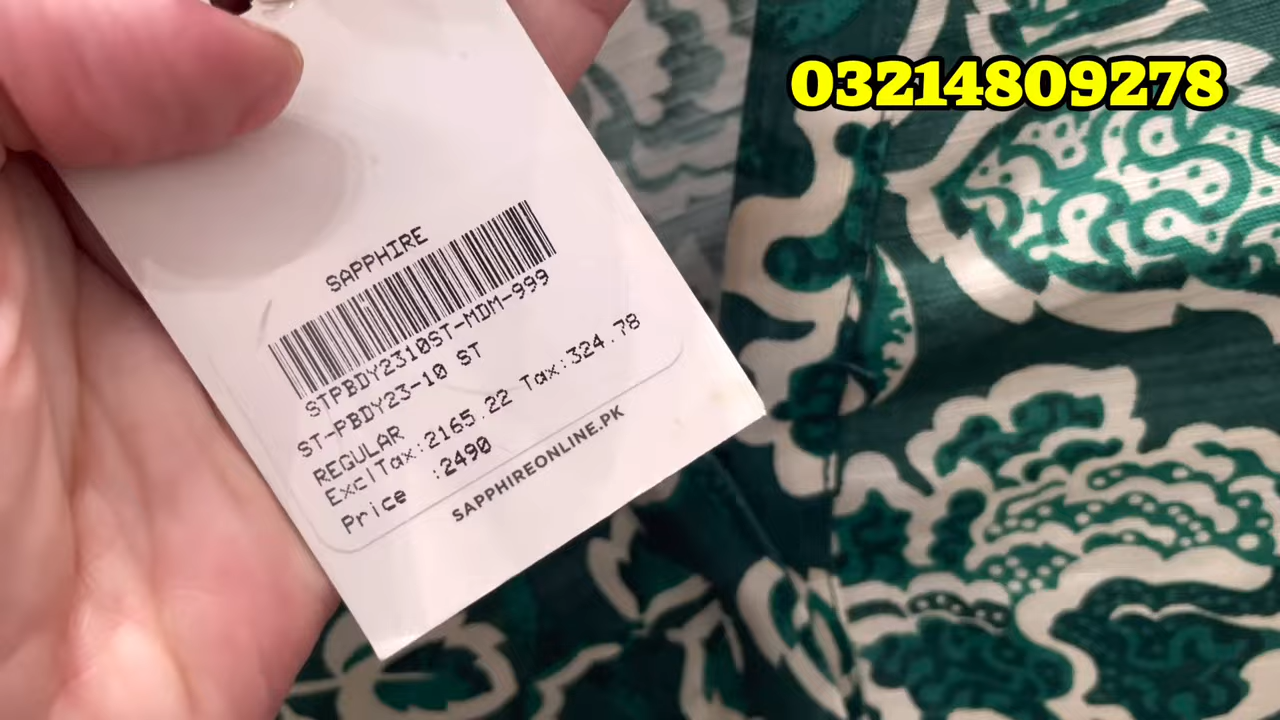 03214809278
SAPPHIRE
STPBDY2310ST-MDM-999
ST-PBDY23-10 ST
REGULAR
ExclTax:2165.22 Tax:324.78
Price :2490
SAPPHIREONLINE.PK